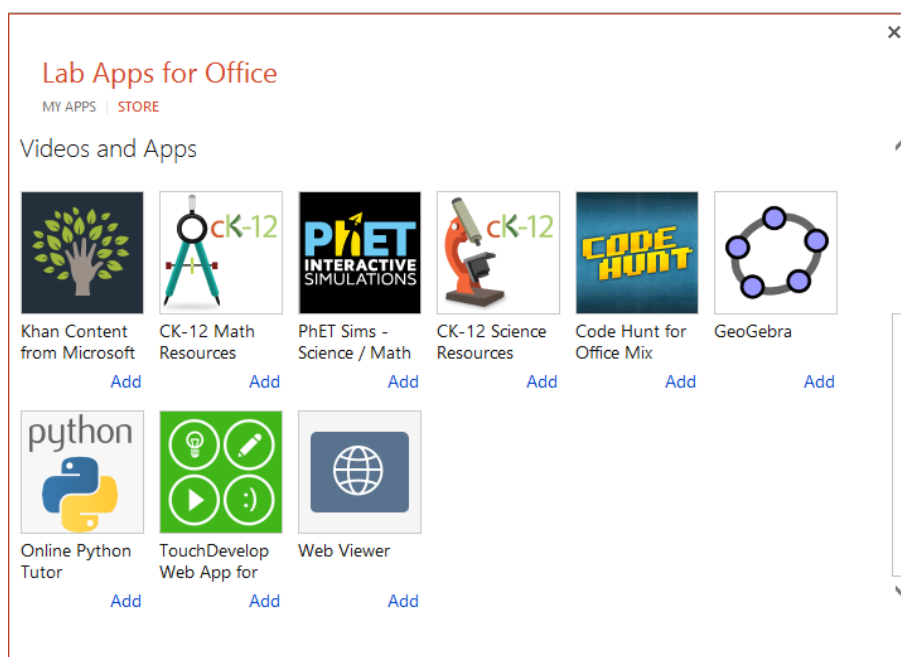 Lab Apps for Office
MY APPS | STORE
Videos and Apps
cK-12
PhET
INTERACTIVE
SIMULATIONS
cK-12
CODE
HUNT
Khan Content
from Microsoft
Add
CK-12 Math
Resources
Add
PhET Sims -
Science / Math
Add
CK-12 Science
Resources
Add
Code Hunt for
Office Mix
Add
GeoGebra
Add
python
:)
Online Python
Tutor
Add
TouchDevelop
Web App for
Add
Web Viewer
Add